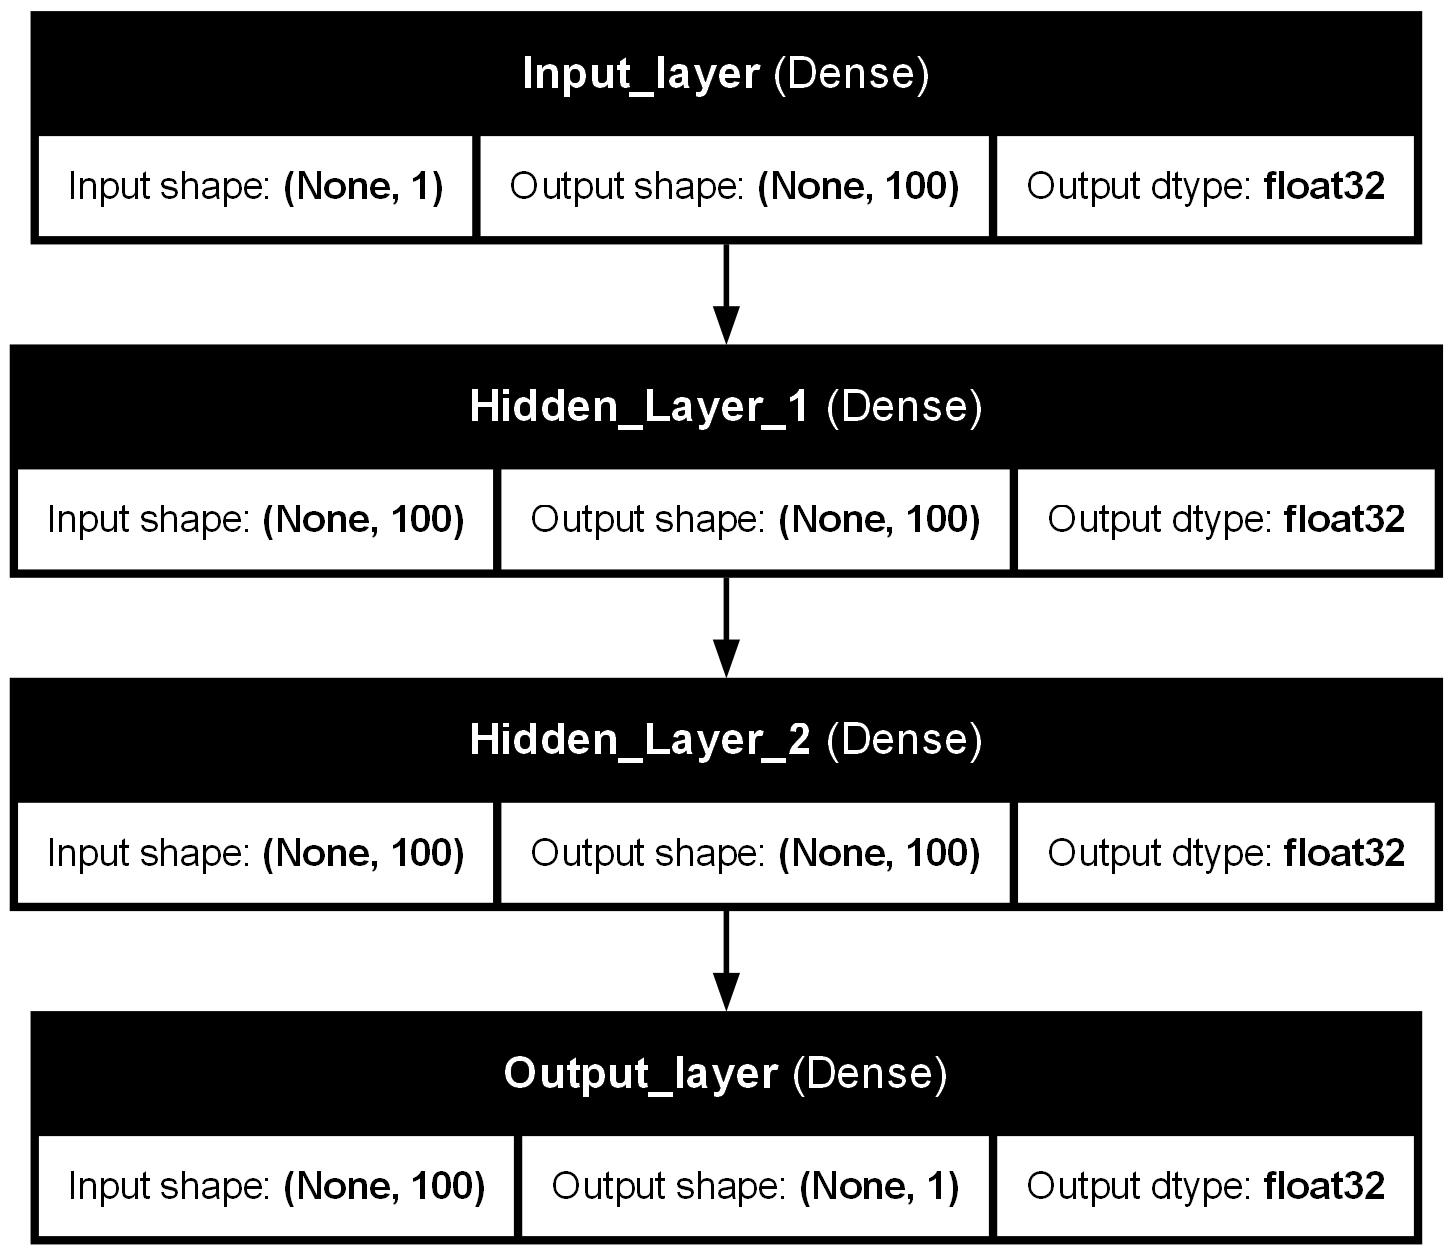 Input_layer (Dense)
Input shape: (None, 1) Output shape: (None, 100) Output dtype: float32
Hidden_Layer_1 (Dense)
Input shape: (None, 100) Output shape: (None, 100) Output dtype: float32
Hidden_Layer_2 (Dense)
Input shape: (None, 100) Output shape: (None, 100) Output dtype: float32
Output_layer (Dense)
Input shape: (None, 100) Output shape: (None, 1) Output dtype: float32